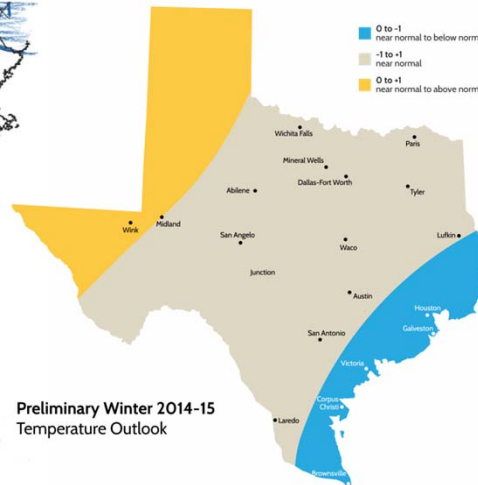 0 to -1
near normal to below norm
-1 to +1
near normal
0 to +1
near normal to above norm
Wichita Falls
Paris
Mineral Wells
Dallas-Fort Worth
Abilene
Tyler
Wink
Midland
San Angelo
Waco
Lufkin
Junction
Austin
Houston
Galveston
San Antonio
Victoria
Corpus
Christi
Laredo
Brownsville
Preliminary Winter 2014-15
Temperature Outlook